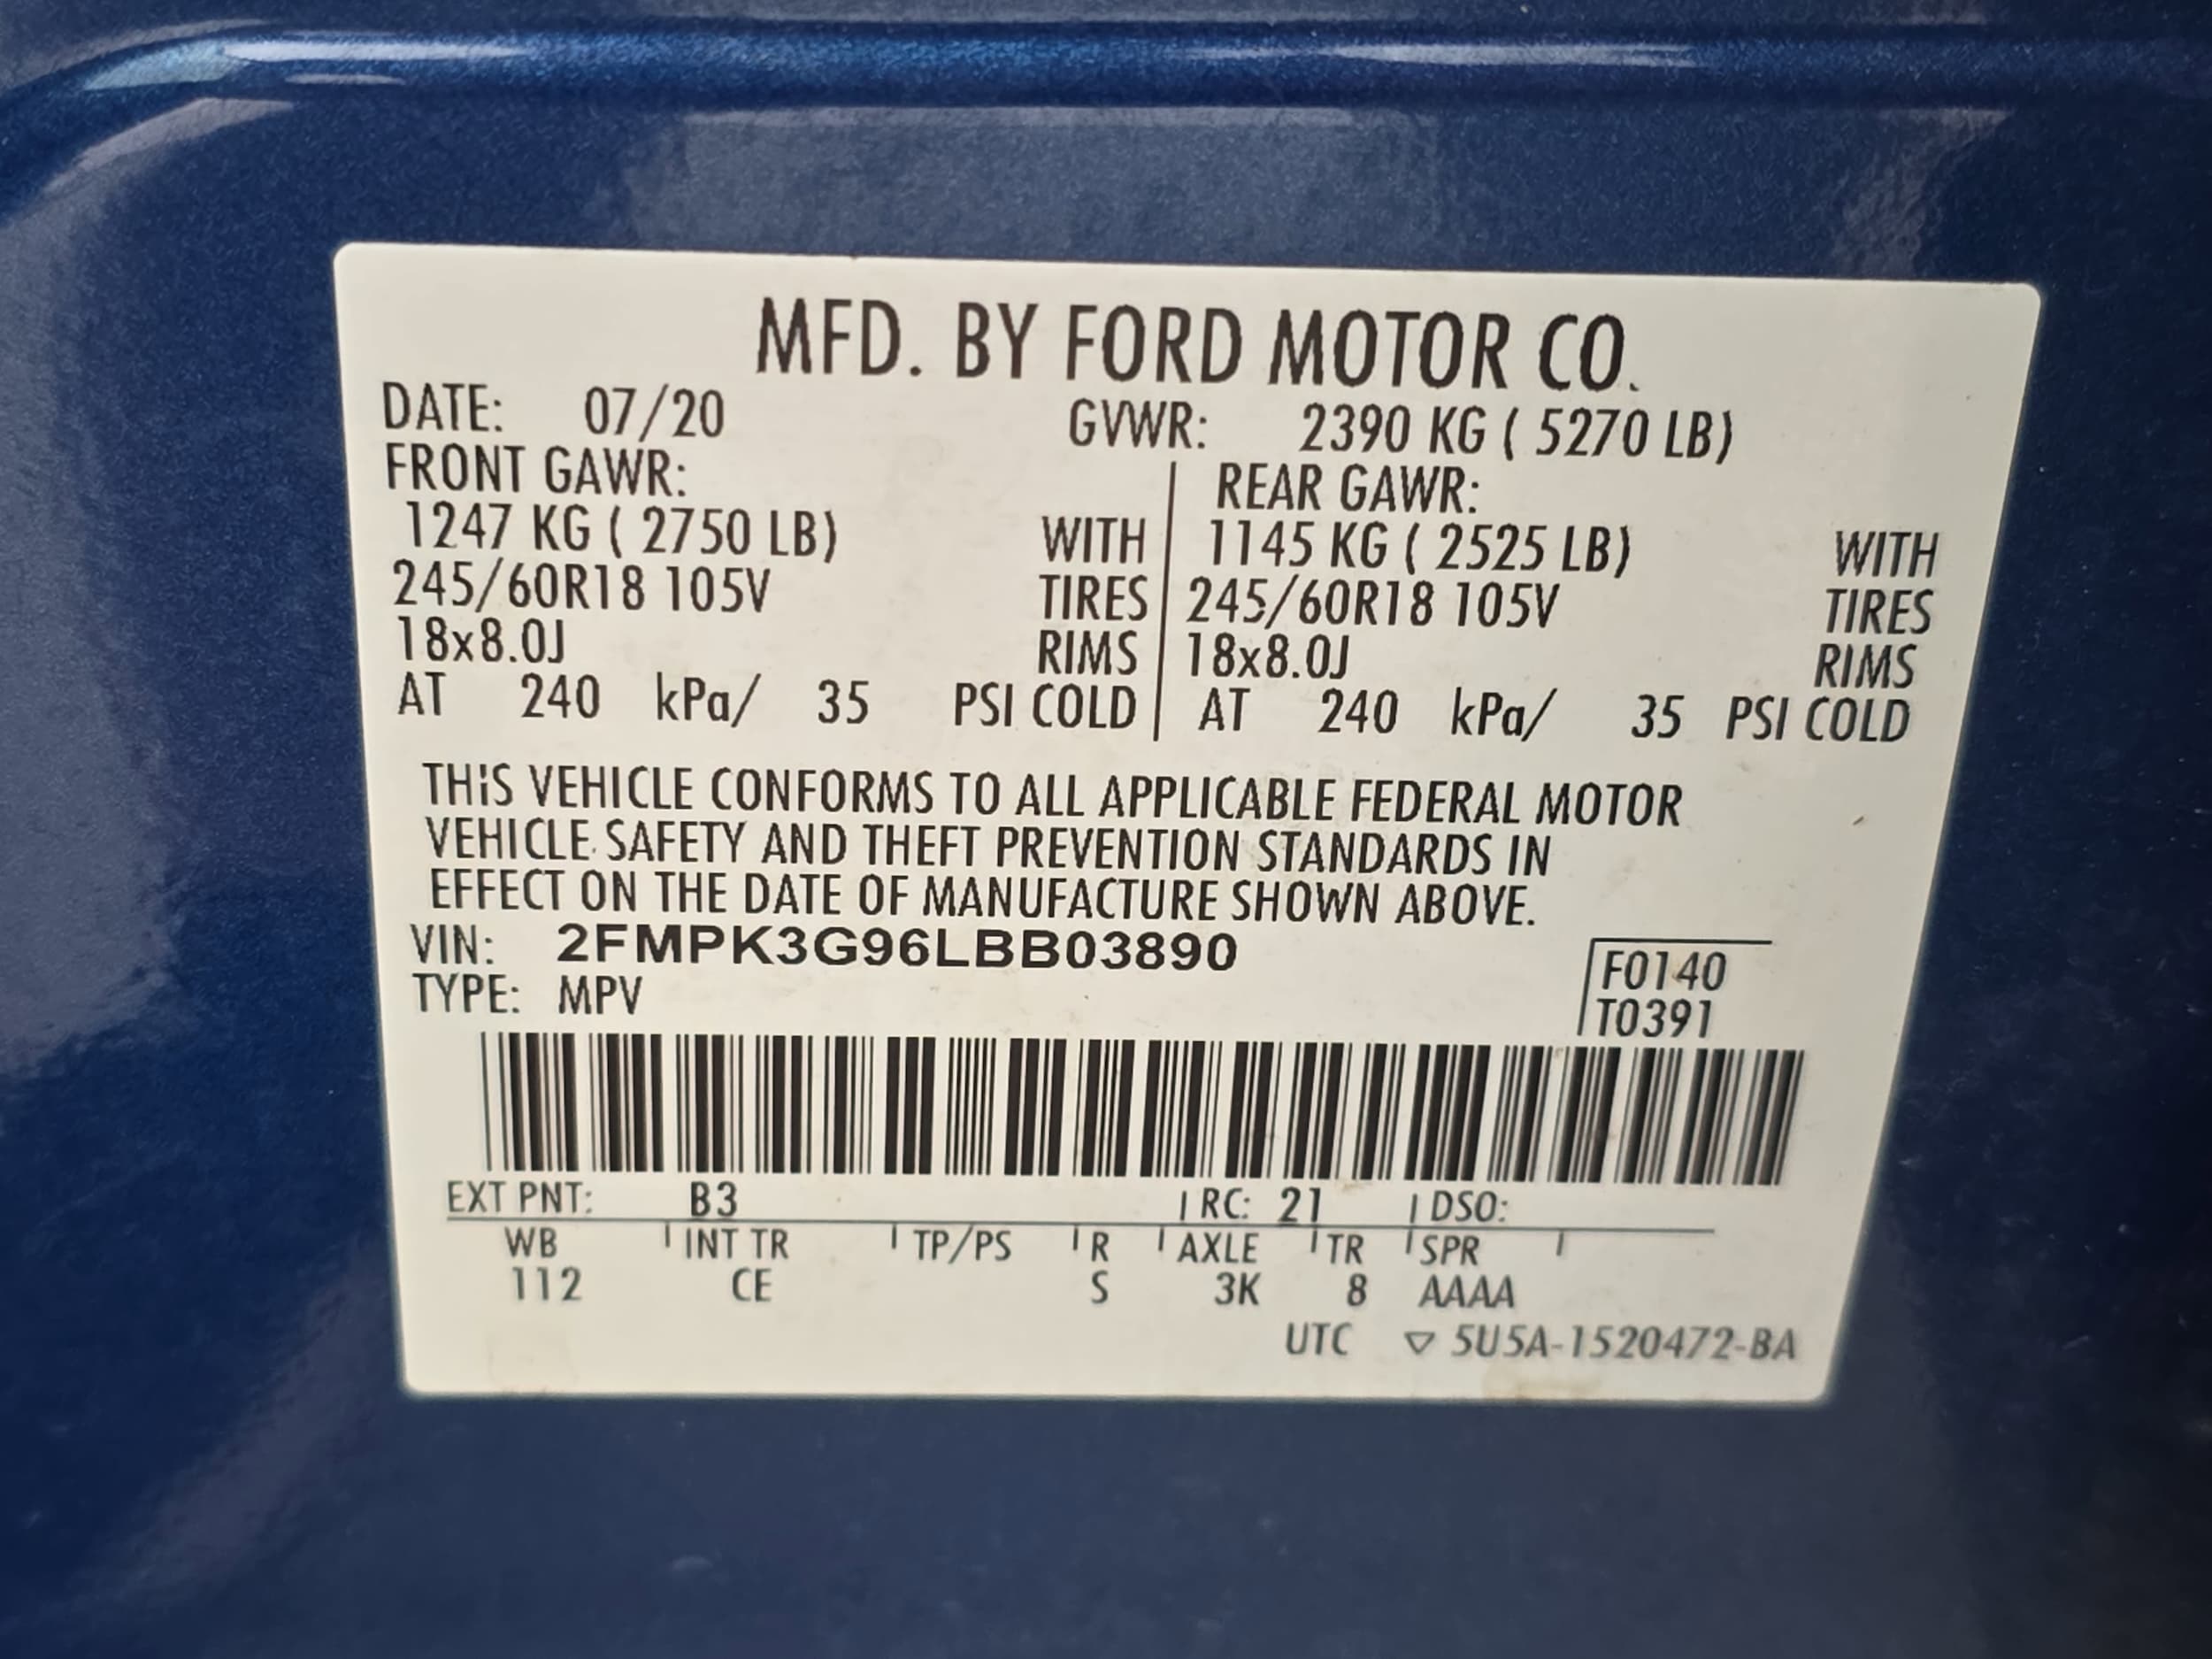 MFD. BY FORD MOTOR CO.
DATE: 07/20 GVWR: 2390 KG ( 5270 LB)
FRONT GAWR: REAR GAWR:
1247 KG ( 2750 LB) WITH 1145 KG ( 2525 LB) WITH
245/60R18 105V TIRES 245/60R18 105V TIRES
18x8.0J RIMS 18x8.0J RIMS
AT 240 kPa/ 35 PSI COLD AT 240 kPa/ 35 PSI COLD
THIS VEHICLE CONFORMS TO ALL APPLICABLE FEDERAL MOTOR
VEHICLE SAFETY AND THEFT PREVENTION STANDARDS IN
EFFECT ON THE DATE OF MANUFACTURE SHOWN ABOVE.
VIN: 2FMPK3G96LBB03890 F0140
TYPE: MPV T0391
EXT PNT: B3 RC: 21 DSO:
WB INT TR TP/PS R AXLE TR SPR
112 CE S 3K 8 AAAA
UTC ▽ 5U5A-1520472-BA